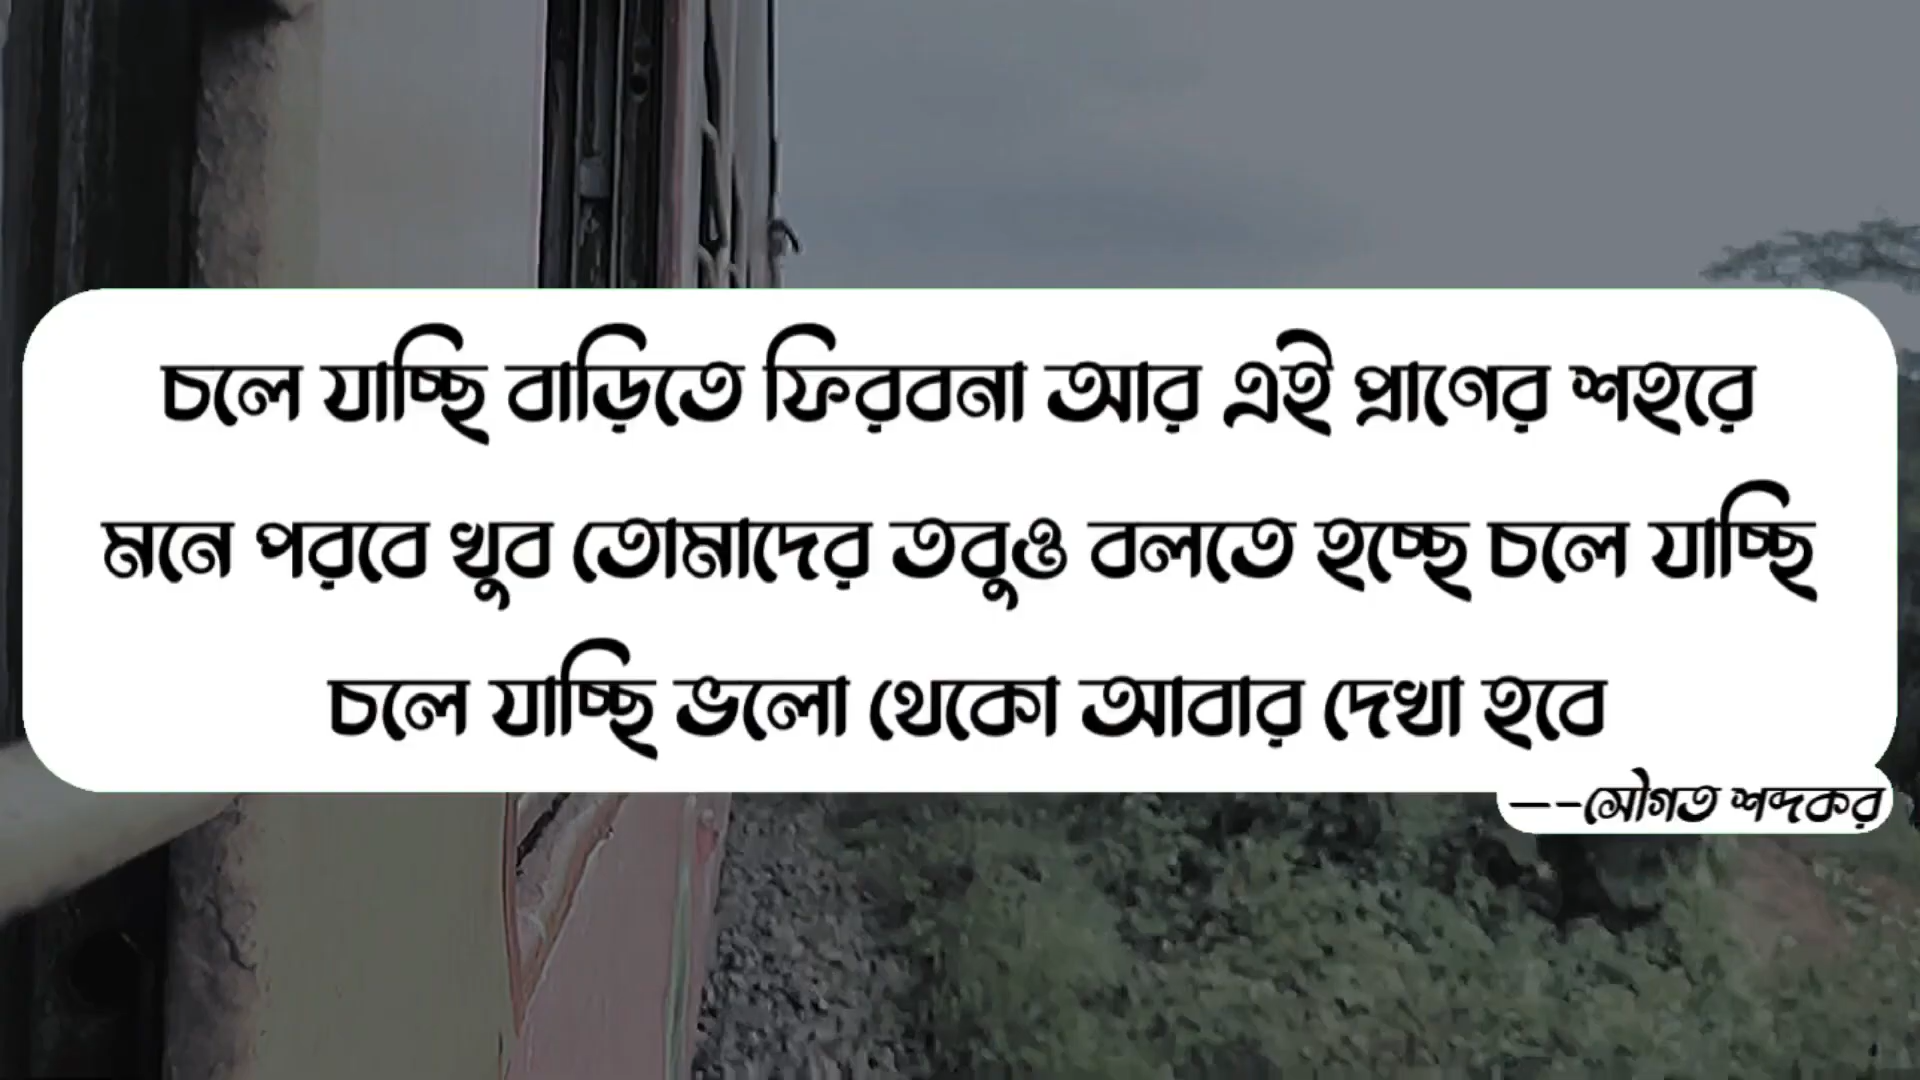 চলে যাচ্ছি বাড়িতে ফিরবনা আর এই প্রাণের শহরে
মনে পরবে খুব তোমাদের তবুও বলতে হচ্ছে চলে যাচ্ছি
চলে যাচ্ছি ভলো থেকো আবার দেখা হবে
—-সৌগত শব্দকর